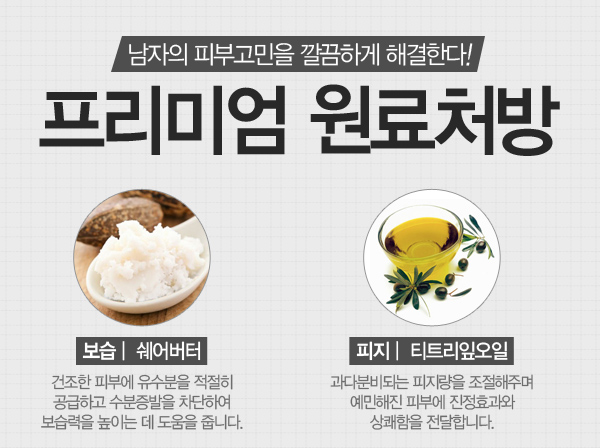 남자의 피부고민을 깔끔하게 해결한다!
프리미엄 원료처방
보습 | 쉐어버터
건조한 피부에 유수분을 적절히
공급하고 수분증발을 차단하여
보습력을 높이는 데 도움을 줍니다.
피지 | 티트리잎오일
과다분비되는 피지량을 조절해주며
예민해진 피부에 진정효과와
상쾌함을 전달합니다.